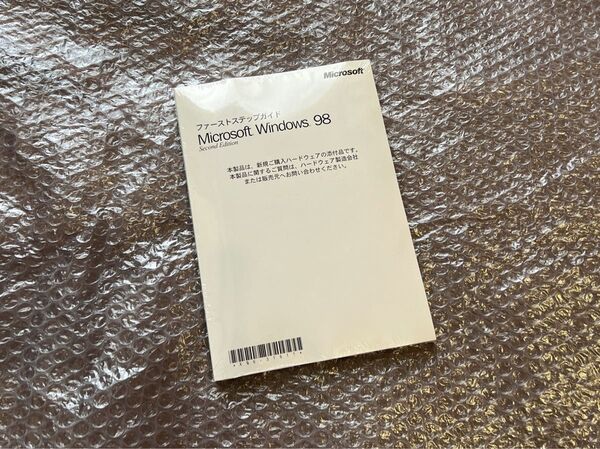 Microsoft
ファーストステップガイド
Microsoft Windows 98
Second Edition
本製品は、新規ご購入ハードウェアの添付品です。
本製品に関するご質問は、ハードウェア製造会社
または販売元へお問い合わせください。